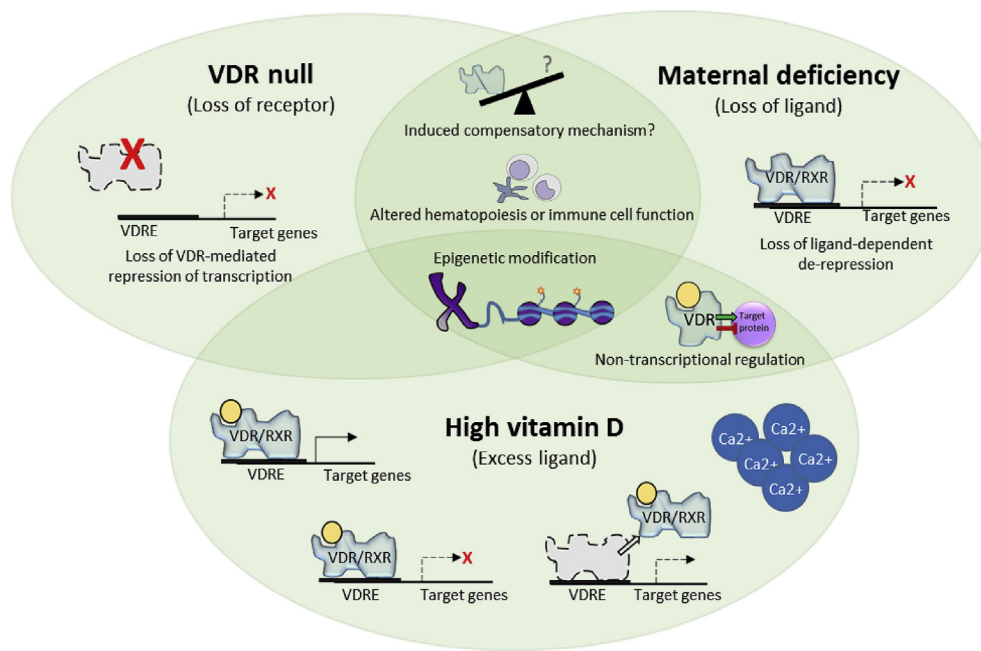 VDR null
(Loss of receptor)
X
X
VDRE
Target genes
Loss of VDR-mediated
repression of transcription
?
Induced compensatory mechanism?
Altered hematopoiesis or immune cell function
Epigenetic modification
Maternal deficiency
(Loss of ligand)
VDR/RXR
X
VDRE
Target genes
Loss of ligand-dependent
de-repression
VDR
Target
protein
Non-transcriptional regulation
High vitamin D
(Excess ligand)
VDR/RXR
VDRE
Target genes
Ca2+
Ca2+
Ca2+
Ca2+
Ca2+
VDR/RXR
X
VDRE
Target genes
VDR/RXR
VDRE
Target genes